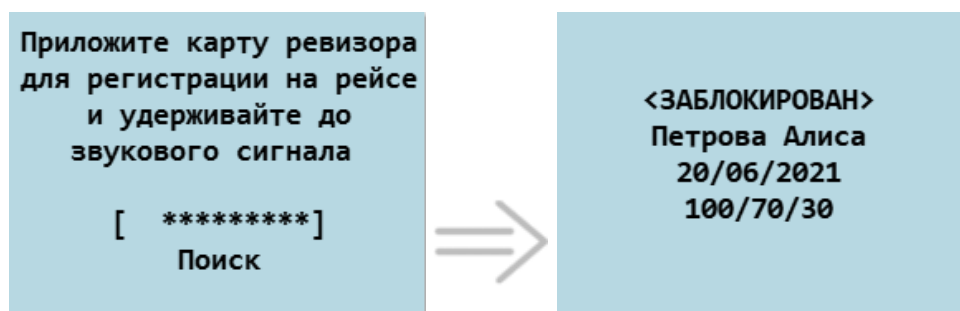 Приложите карту ревизора
для регистрации на рейсе
и удерживайте до
звукового сигнала
[ *********]
Поиск
<ЗАБЛОКИРОВАН>
Петрова Алиса
20/06/2021
100/70/30